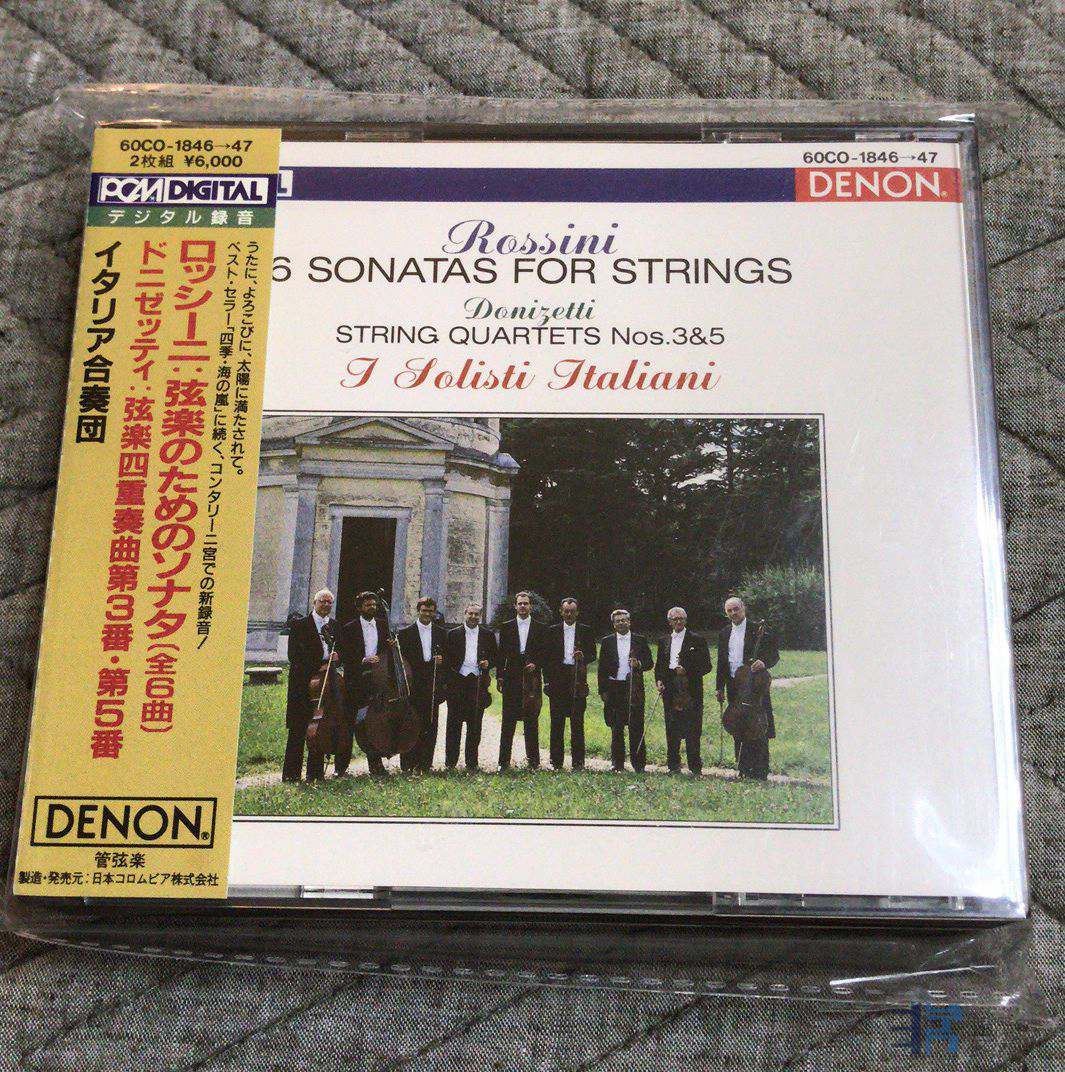 60CO-1846→47
2枚組 ¥6,000
PCM DIGITAL
デジタル録音
うたに、よろこびに、太陽に満たされて。
ベスト・セラー「四季・海の嵐」に続く、コンタリーニ宮での新録音!
ロッシーニ:弦楽のためのソナタ(全6曲)
ドニゼッティ:弦楽四重奏曲第3番・第5番
イタリア合奏団
DENON®
管弦楽
製造・発売元:日本コロムビア株式会社
60CO-1846→47
DENON®
Rossini
6 SONATAS FOR STRINGS
Donizetti
STRING QUARTETS Nos.3&5
I Solisti Italiani